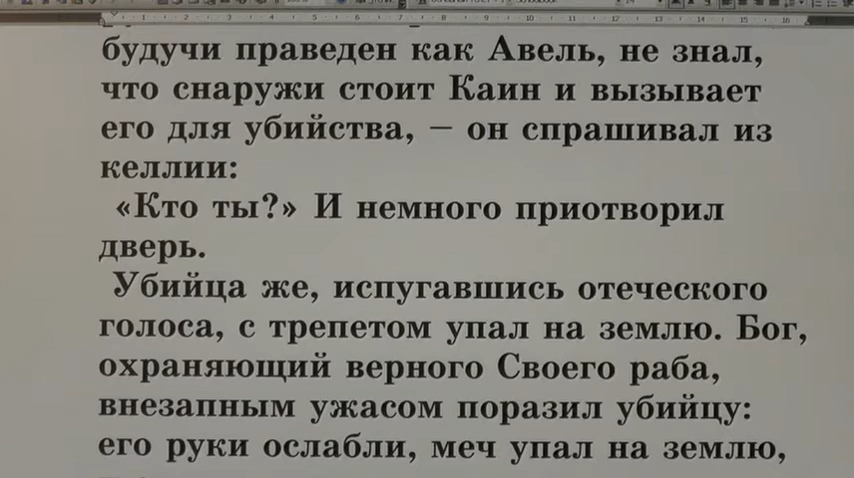 будучи праведен как Авель, не знал,
что снаружи стоит Каин и вызывает
его для убийства, – он спрашивал из
келлии:
«Кто ты?» И немного приотворил
дверь.
Убийца же, испугавшись отеческого
голоса, с трепетом упал на землю. Бог,
охраняющий верного Своего раба,
внезапным ужасом поразил убийцу:
его руки ослабли, меч упал на землю,